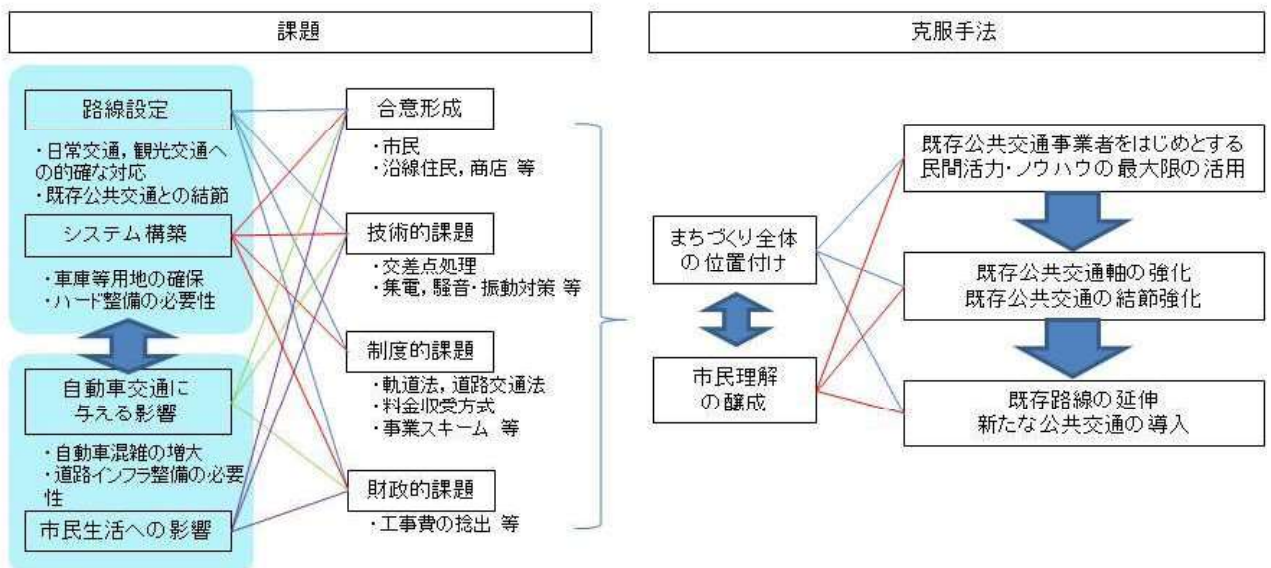 課題
路線設定
・日常交通，観光交通へ
の的確な対応
・既存公共交通との結節
システム構築
・車庫等用地の確保
・ハード整備の必要性
自動車交通に
与える影響
・自動車混雑の増大
・道路インフラ整備の必要
性
市民生活への影響
合意形成
・市民
・沿線住民，商店 等
技術的課題
・交差点処理
・集電，騒音・振動対策 等
制度的課題
・軌道法，道路交通法
・料金収受方式
・事業スキーム 等
財政的課題
・工事費の捻出 等
克服手法
まちづくり全体
の位置付け
市民理解
の醸成
既存公共交通事業者をはじめとする
民間活力・ノウハウの最大限の活用
既存公共交通軸の強化
既存公共交通の結節強化
既存路線の延伸
新たな公共交通の導入